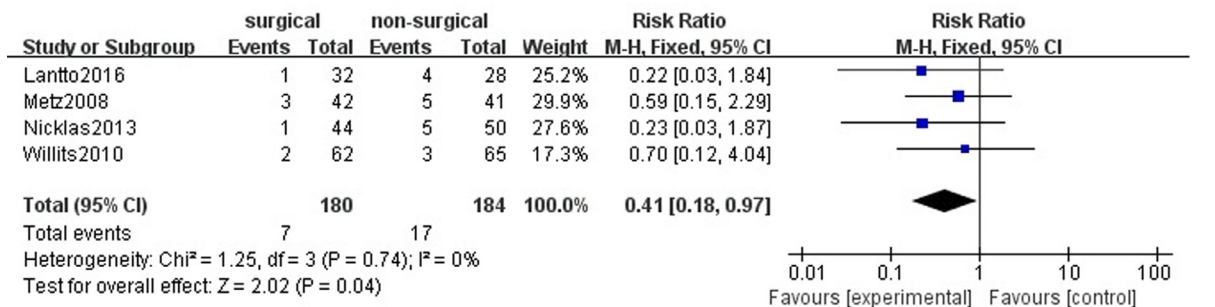 surgical non-surgical Risk Ratio Risk Ratio
Study or Subgroup Events Total Events Total Weight M-H, Fixed, 95% CI M-H, Fixed, 95% CI
Lantto2016 1 32 4 28 25.2% 0.22 [0.03, 1.84]
Metz2008 3 42 5 41 29.9% 0.59 [0.15, 2.29]
Nicklas2013 1 44 5 50 27.6% 0.23 [0.03, 1.87]
Willits2010 2 62 3 65 17.3% 0.70 [0.12, 4.04]
Total (95% CI) 180 184 100.0% 0.41 [0.18, 0.97]
Total events 7 17
Heterogeneity: Chi² = 1.25, df = 3 (P = 0.74); I² = 0%
Test for overall effect: Z = 2.02 (P = 0.04)
0.01 0.1 1 10 100
Favours [experimental] Favours [control]